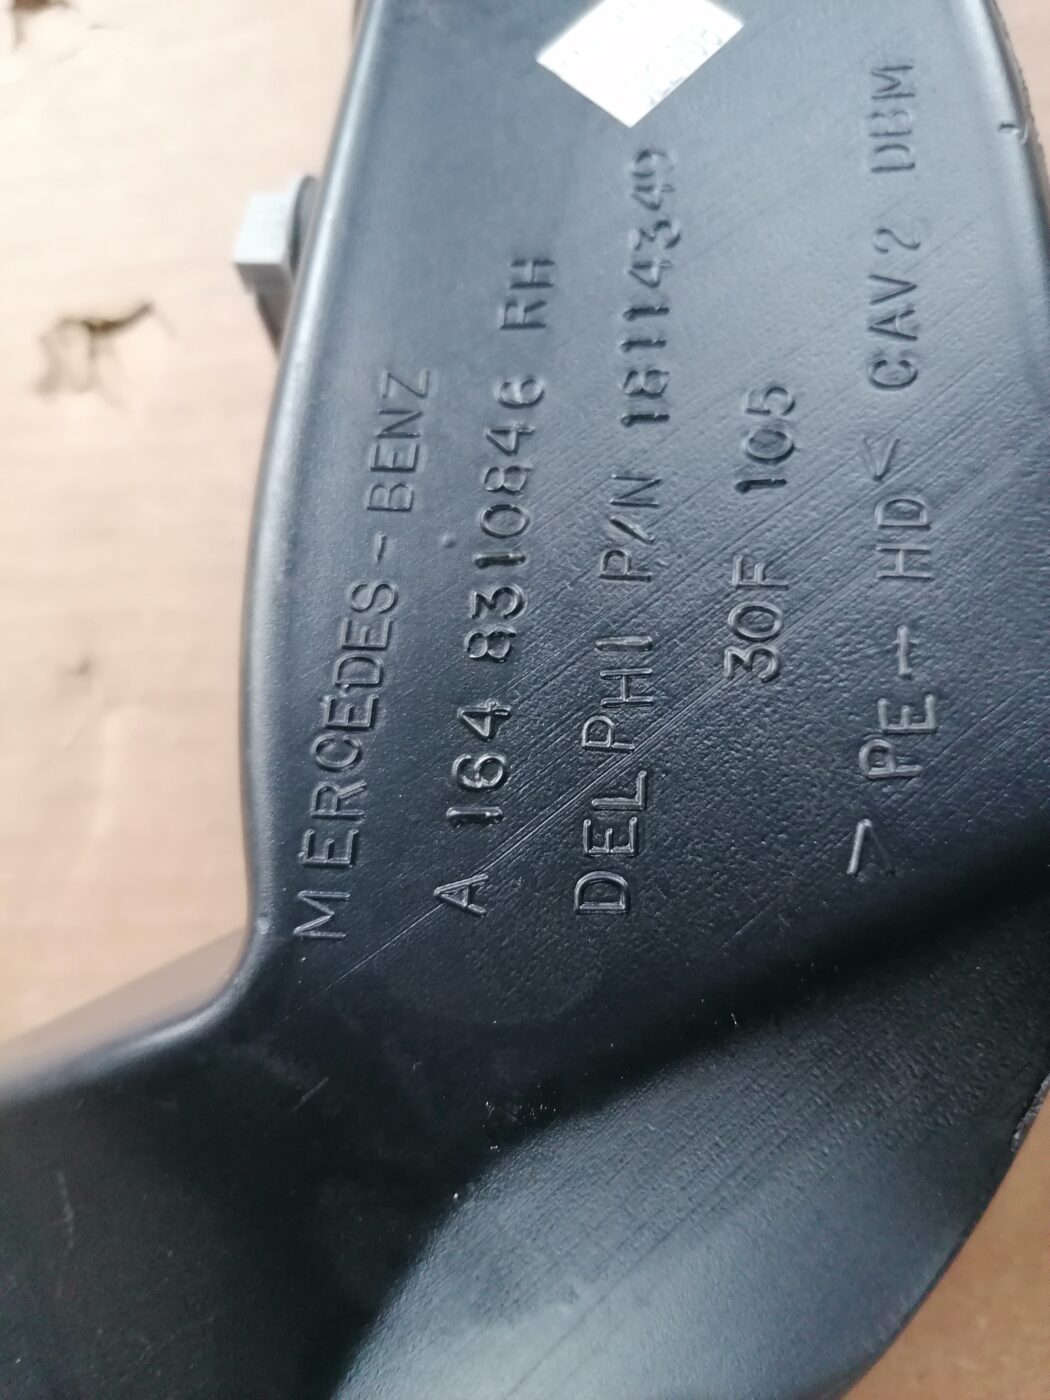 MERCEDES-BENZ
A 164 8310846 RH
DELPHI P/N 18114349
30F 105
>PE-HD< CAV2 DBM